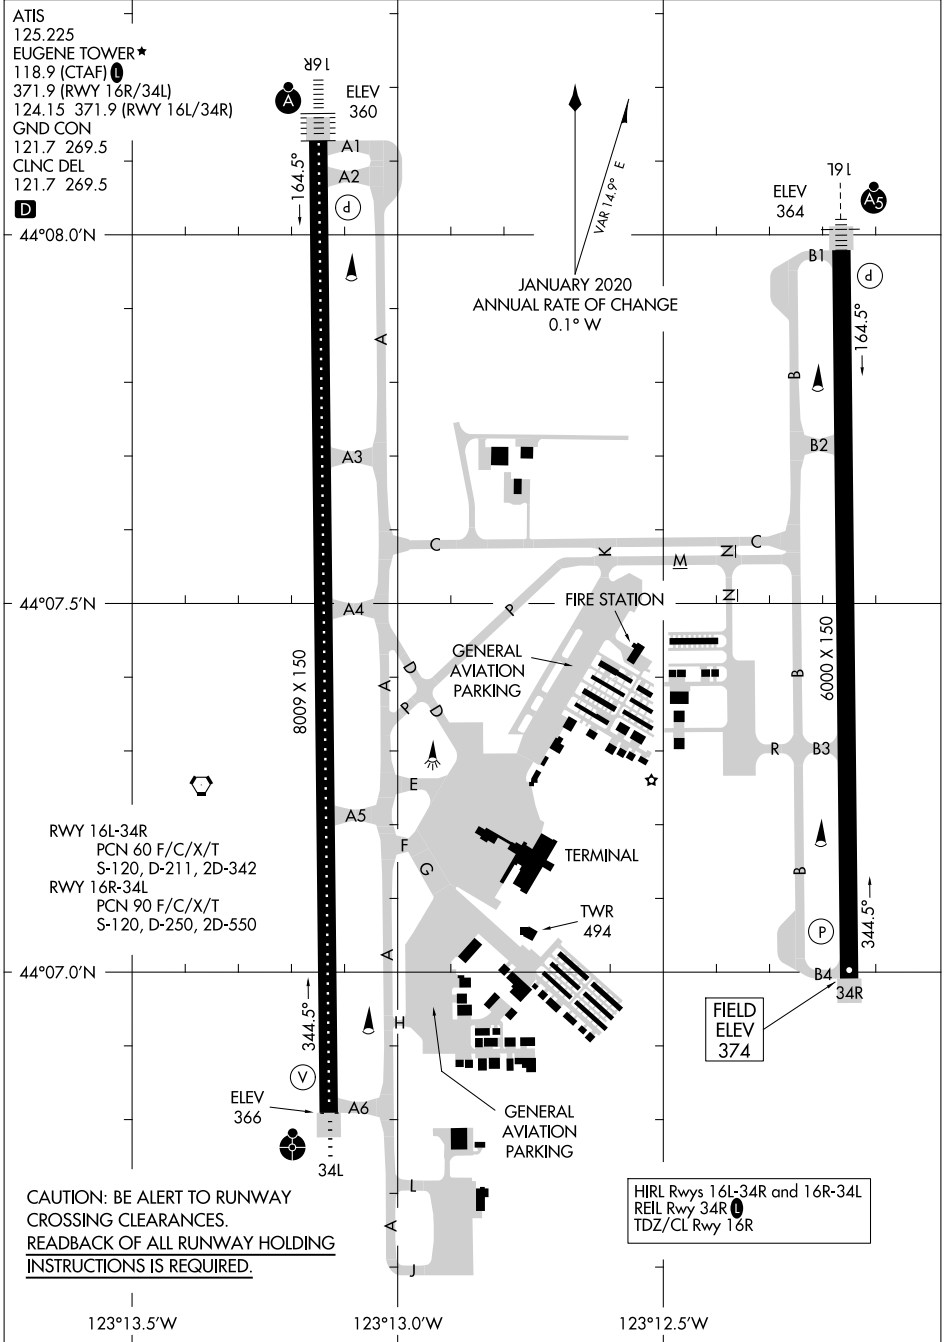 ATIS
125.225
EUGENE TOWER★
118.9 (CTAF) L
371.9 (RWY 16R/34L)
124.15 371.9 (RWY 16L/34R)
GND CON
121.7 269.5
CLNC DEL
121.7 269.5
D
16R
A
ELEV
360
A1
A2
164.5°
P
VAR 14.9° E
JANUARY 2020
ANNUAL RATE OF CHANGE
0.1° W
16L
A5
ELEV
364
B1
P
164.5°
44°08.0'N
A
B
A3
B2
C
C
K
N
M
N
44°07.5'N
A4
P
FIRE STATION
GENERAL
AVIATION
PARKING
8009 X 150
6000 X 150
D
A
B
P
D
R
B3
E
A5
F
G
RWY 16L-34R
PCN 60 F/C/X/T
S-120, D-211, 2D-342
RWY 16R-34L
PCN 90 F/C/X/T
S-120, D-250, 2D-550
TERMINAL
B
TWR
494
P
344.5°
A
44°07.0'N
B4
34R
FIELD
ELEV
374
344.5°
H
V
ELEV
366
A6
34L
GENERAL
AVIATION
PARKING
L
A
J
CAUTION: BE ALERT TO RUNWAY
CROSSING CLEARANCES.
READBACK OF ALL RUNWAY HOLDING
INSTRUCTIONS IS REQUIRED.
HIRL Rwys 16L-34R and 16R-34L
REIL Rwy 34R L
TDZ/CL Rwy 16R
123°13.5'W
123°13.0'W
123°12.5'W